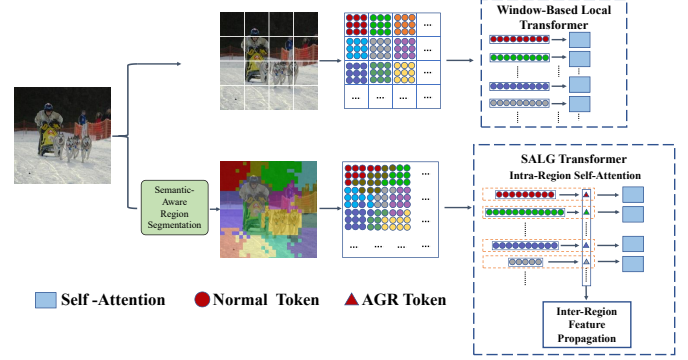 Window-Based Local
Transformer
...
...
...
... ... ... ...
Semantic-
Aware
Region
Segmentation
...
...
...
... ... ... ...
SALG Transformer
Intra-Region Self-Attention
Inter-Region
Feature
Propagation
Self -Attention
Normal Token
AGR Token